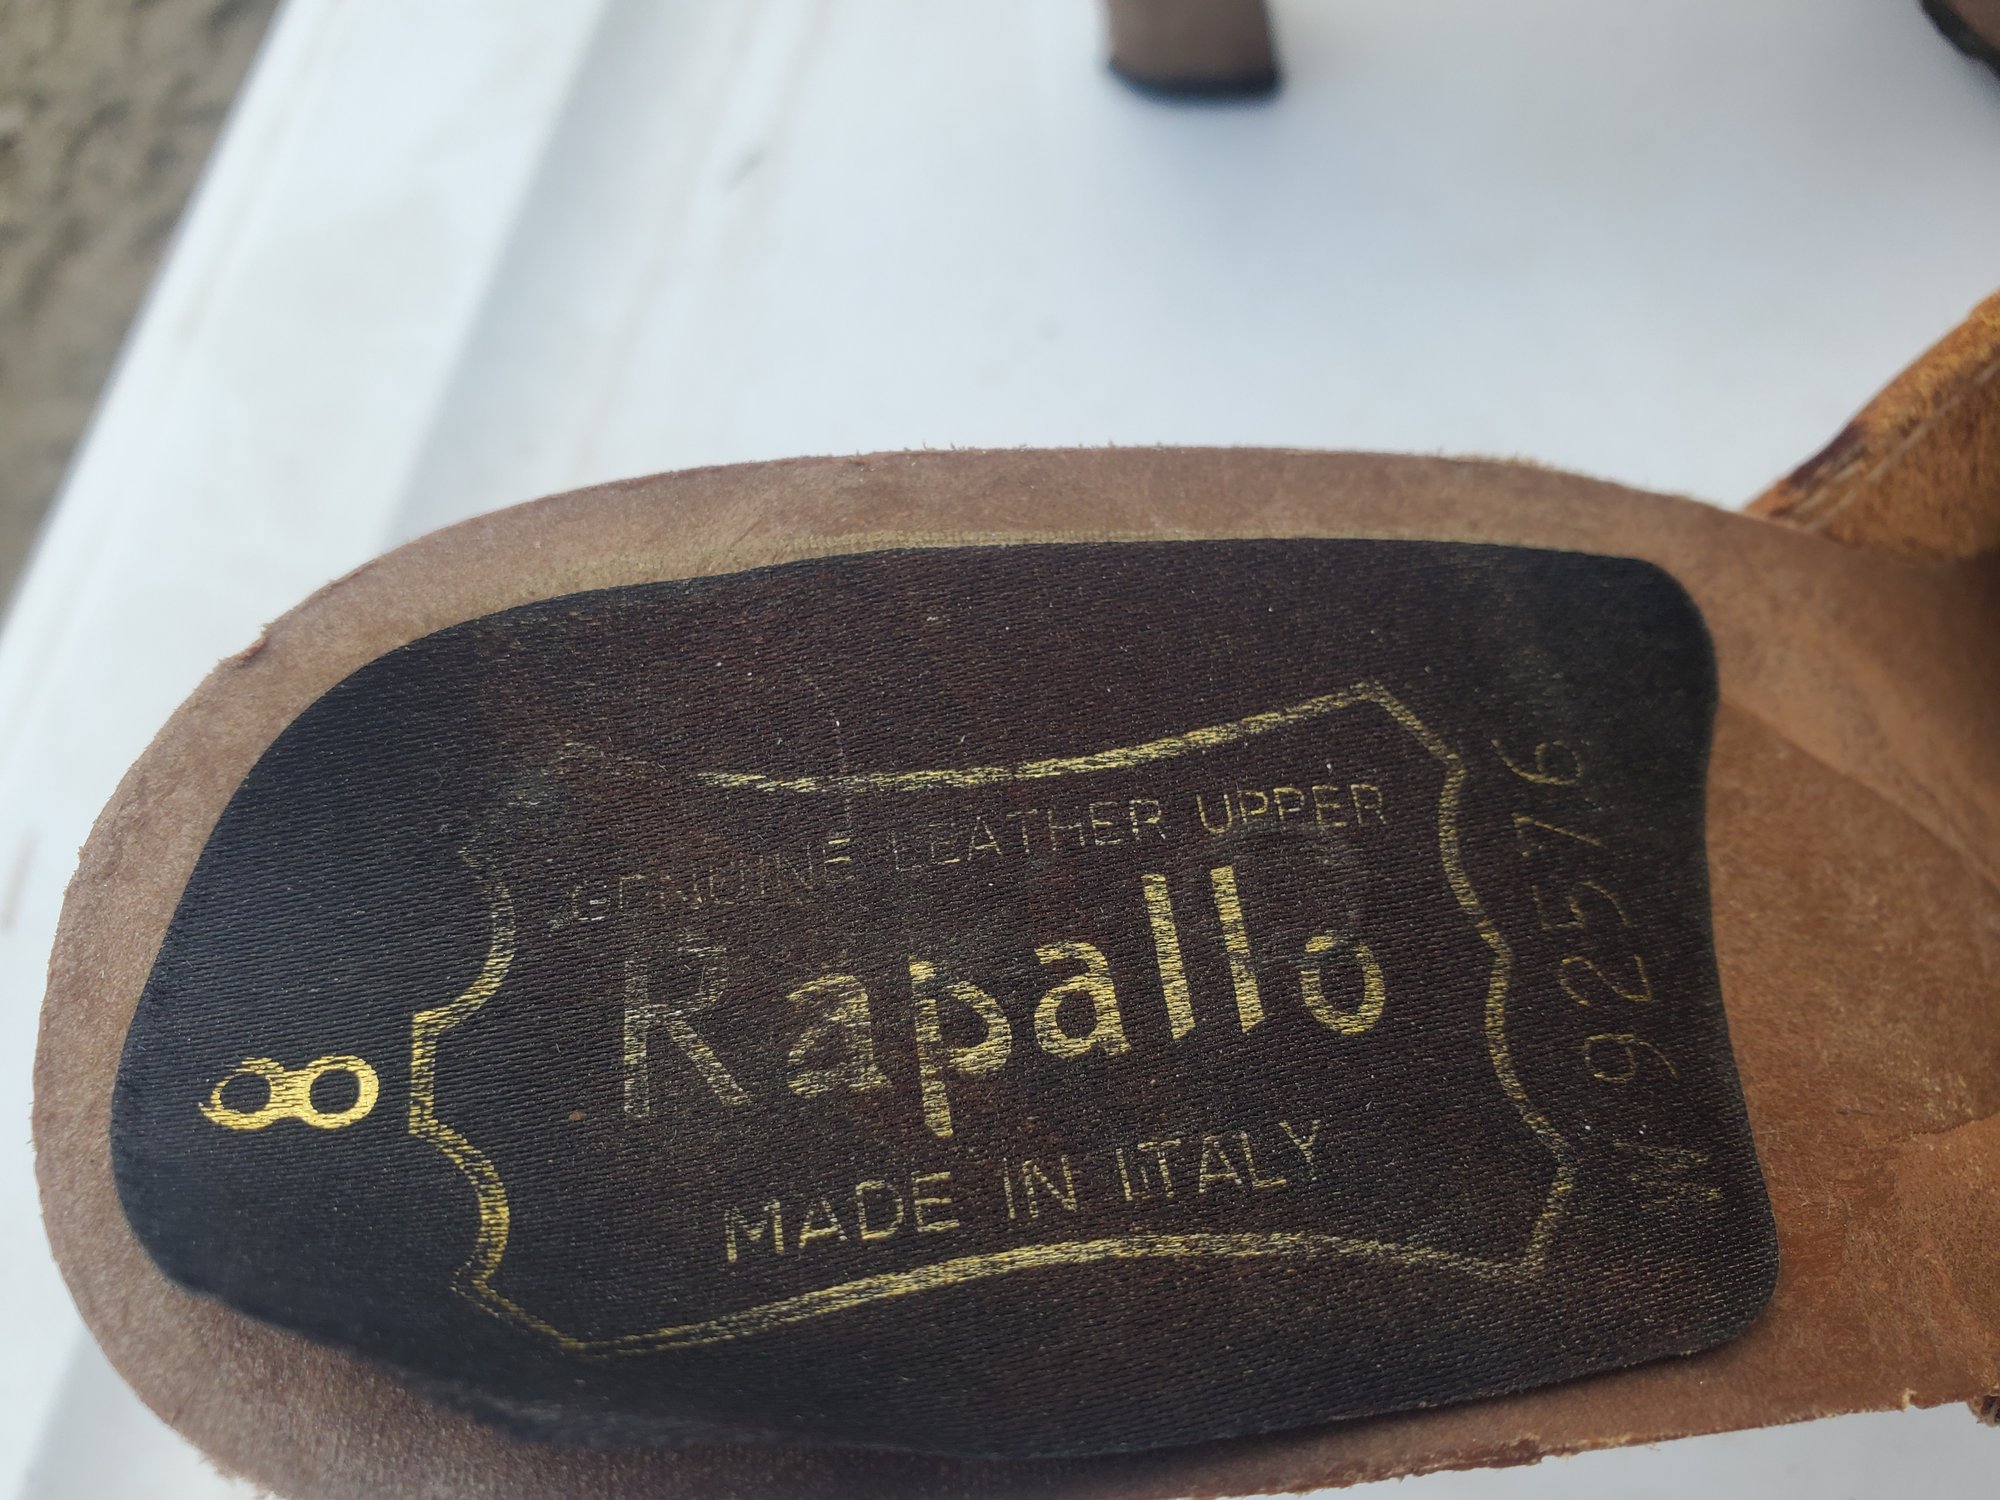 GENUINE LEATHER UPPER
Rapallo
MADE IN ITALY
8
V 92576